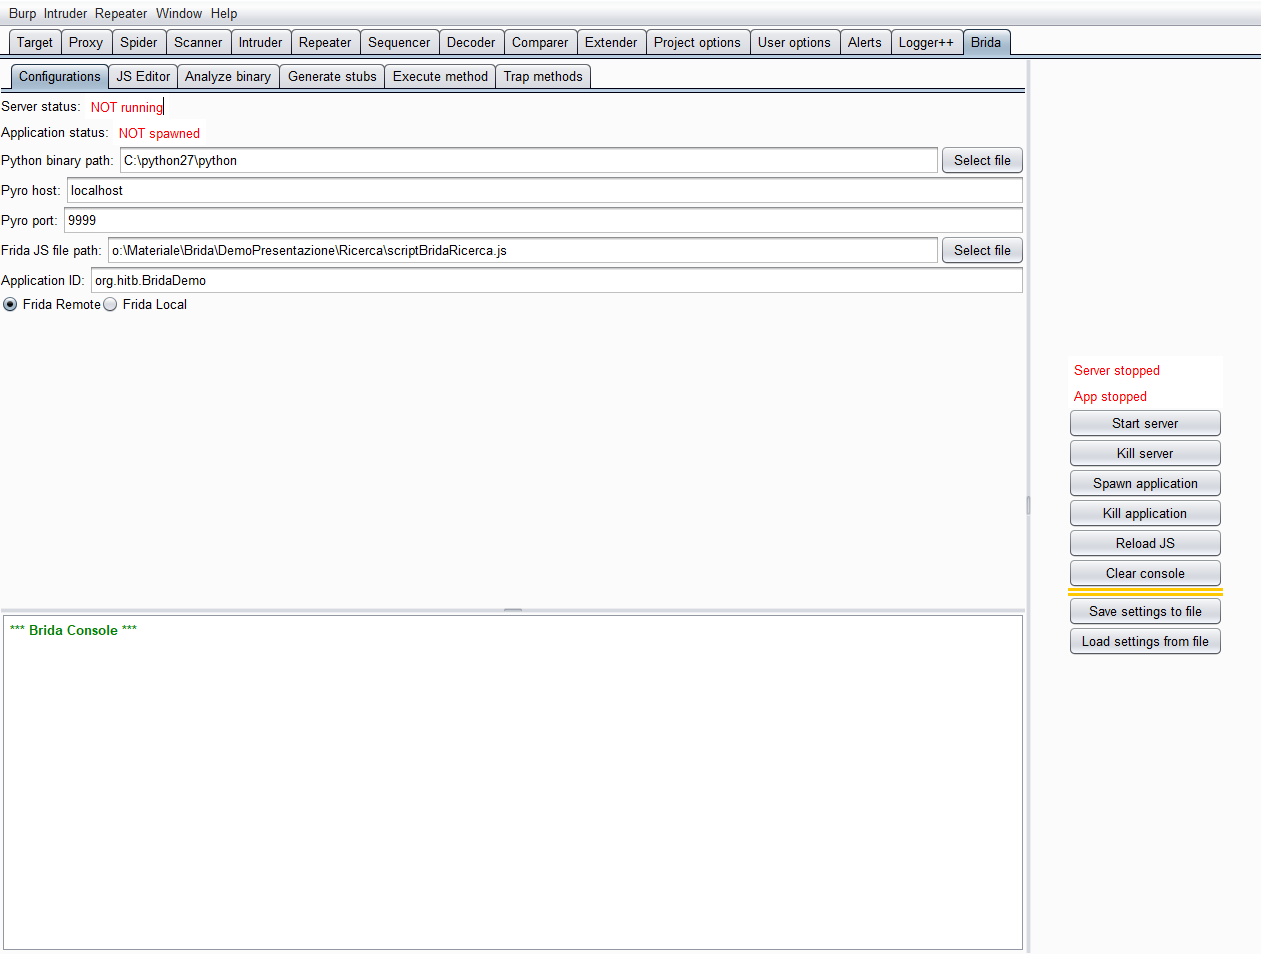 Burp Intruder Repeater Window Help
Target Proxy Spider Scanner Intruder Repeater Sequencer Decoder Comparer Extender Project options User options Alerts Logger++ Brida
Configurations JS Editor Analyze binary Generate stubs Execute method Trap methods
Server status: NOT running
Application status: NOT spawned
Python binary path: C:\python27\python Select file
Pyro host: localhost
Pyro port: 9999
Frida JS file path: o:\Materiale\Brida\DemoPresentazione\Ricerca\scriptBridaRicerca.js Select file
Application ID: org.hitb.BridaDemo
Frida Remote Frida Local
Server stopped
App stopped
Start server
Kill server
Spawn application
Kill application
Reload JS
Clear console
Save settings to file
Load settings from file
*** Brida Console ***